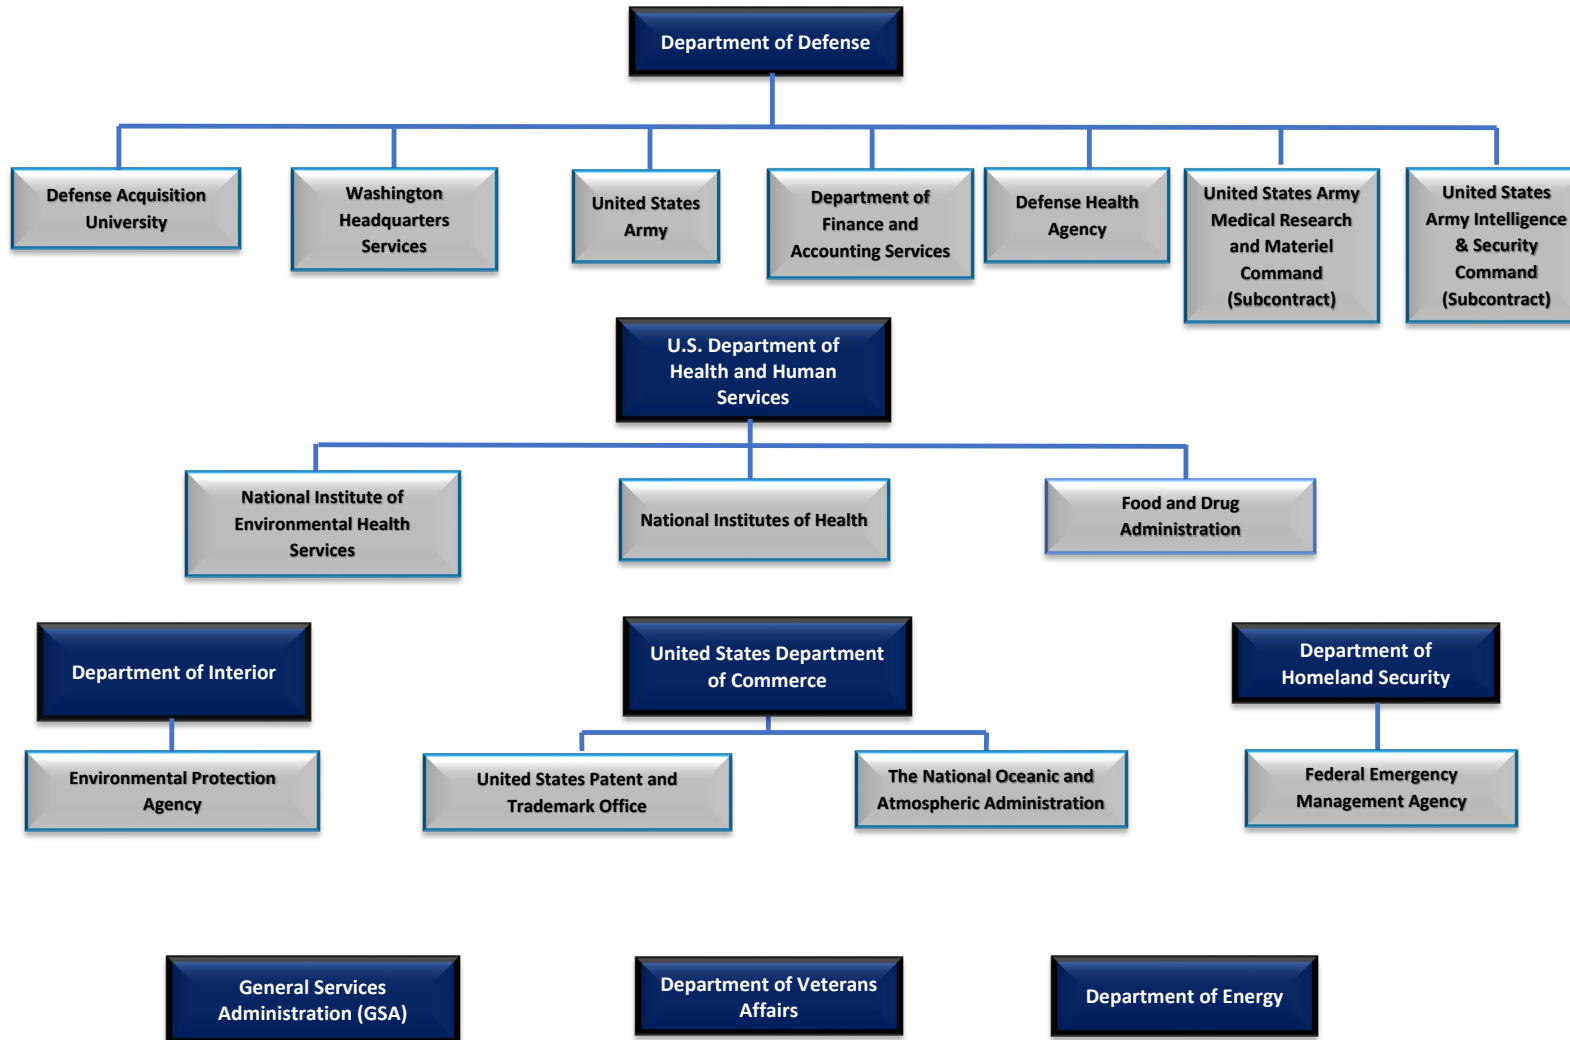 Department of Defense
Defense Acquisition
University
Washington
Headquarters
Services
United States
Army
Department of
Finance and
Accounting Services
Defense Health
Agency
United States Army
Medical Research
and Materiel
Command
(Subcontract)
United States
Army Intelligence
& Security
Command
(Subcontract)
U.S. Department of
Health and Human
Services
National Institute of
Environmental Health
Services
National Institutes of Health
Food and Drug
Administration
Department of Interior
United States Department
of Commerce
Department of
Homeland Security
Environmental Protection
Agency
United States Patent and
Trademark Office
The National Oceanic and
Atmospheric Administration
Federal Emergency
Management Agency
General Services
Administration (GSA)
Department of Veterans
Affairs
Department of Energy